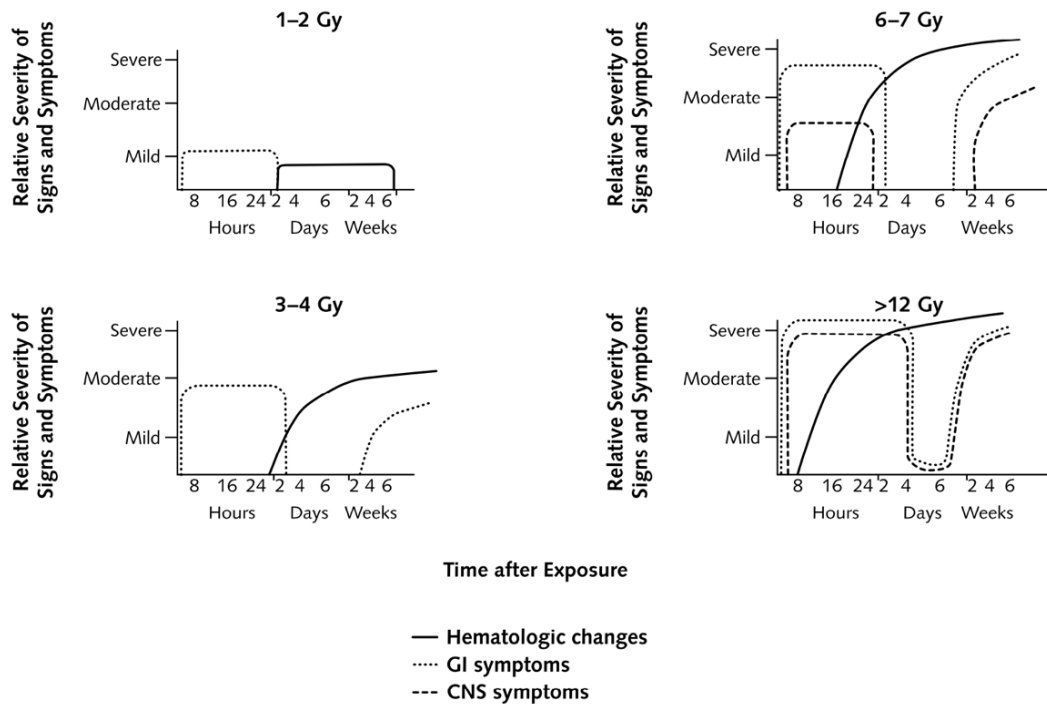 1–2 Gy
Relative Severity of
Signs and Symptoms
Severe
Moderate
Mild
8 16 24 2 4 6 2 4 6
Hours Days Weeks
6–7 Gy
Relative Severity of
Signs and Symptoms
Severe
Moderate
Mild
8 16 24 2 4 6 2 4 6
Hours Days Weeks
3–4 Gy
Relative Severity of
Signs and Symptoms
Severe
Moderate
Mild
8 16 24 2 4 6 2 4 6
Hours Days Weeks
>12 Gy
Relative Severity of
Signs and Symptoms
Severe
Moderate
Mild
8 16 24 2 4 6 2 4 6
Hours Days Weeks
Time after Exposure
Hematologic changes
GI symptoms
CNS symptoms